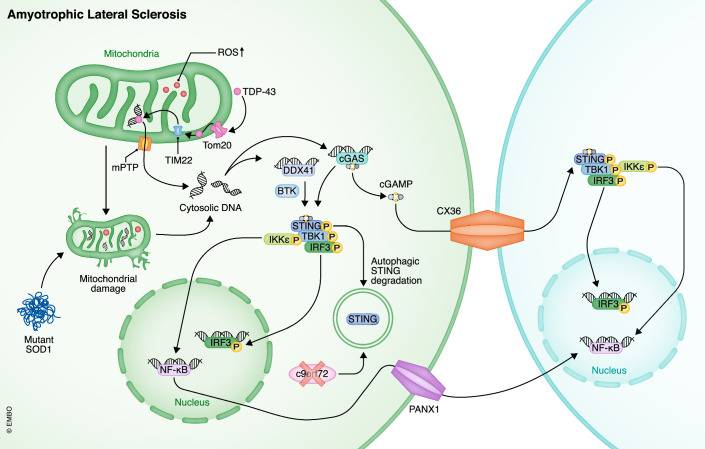 Amyotrophic Lateral Sclerosis
Mitochondria
ROS↑
TDP-43
Tom20
TIM22
mPTP
Cytosolic DNA
DDX41
cGAS
BTK
cGAMP
CX36
STING P
TBK1 P
IKKε P
IRF3 P
Autophagic
STING
degradation
STING
Mitochondrial
damage
Mutant
SOD1
IRF3
P
NF-κB
Nucleus
c9orf72
PANX1
STING P
TBK1 P
IKKε P
IRF3 P
IRF3
P
NF-κB
Nucleus
© EMBO